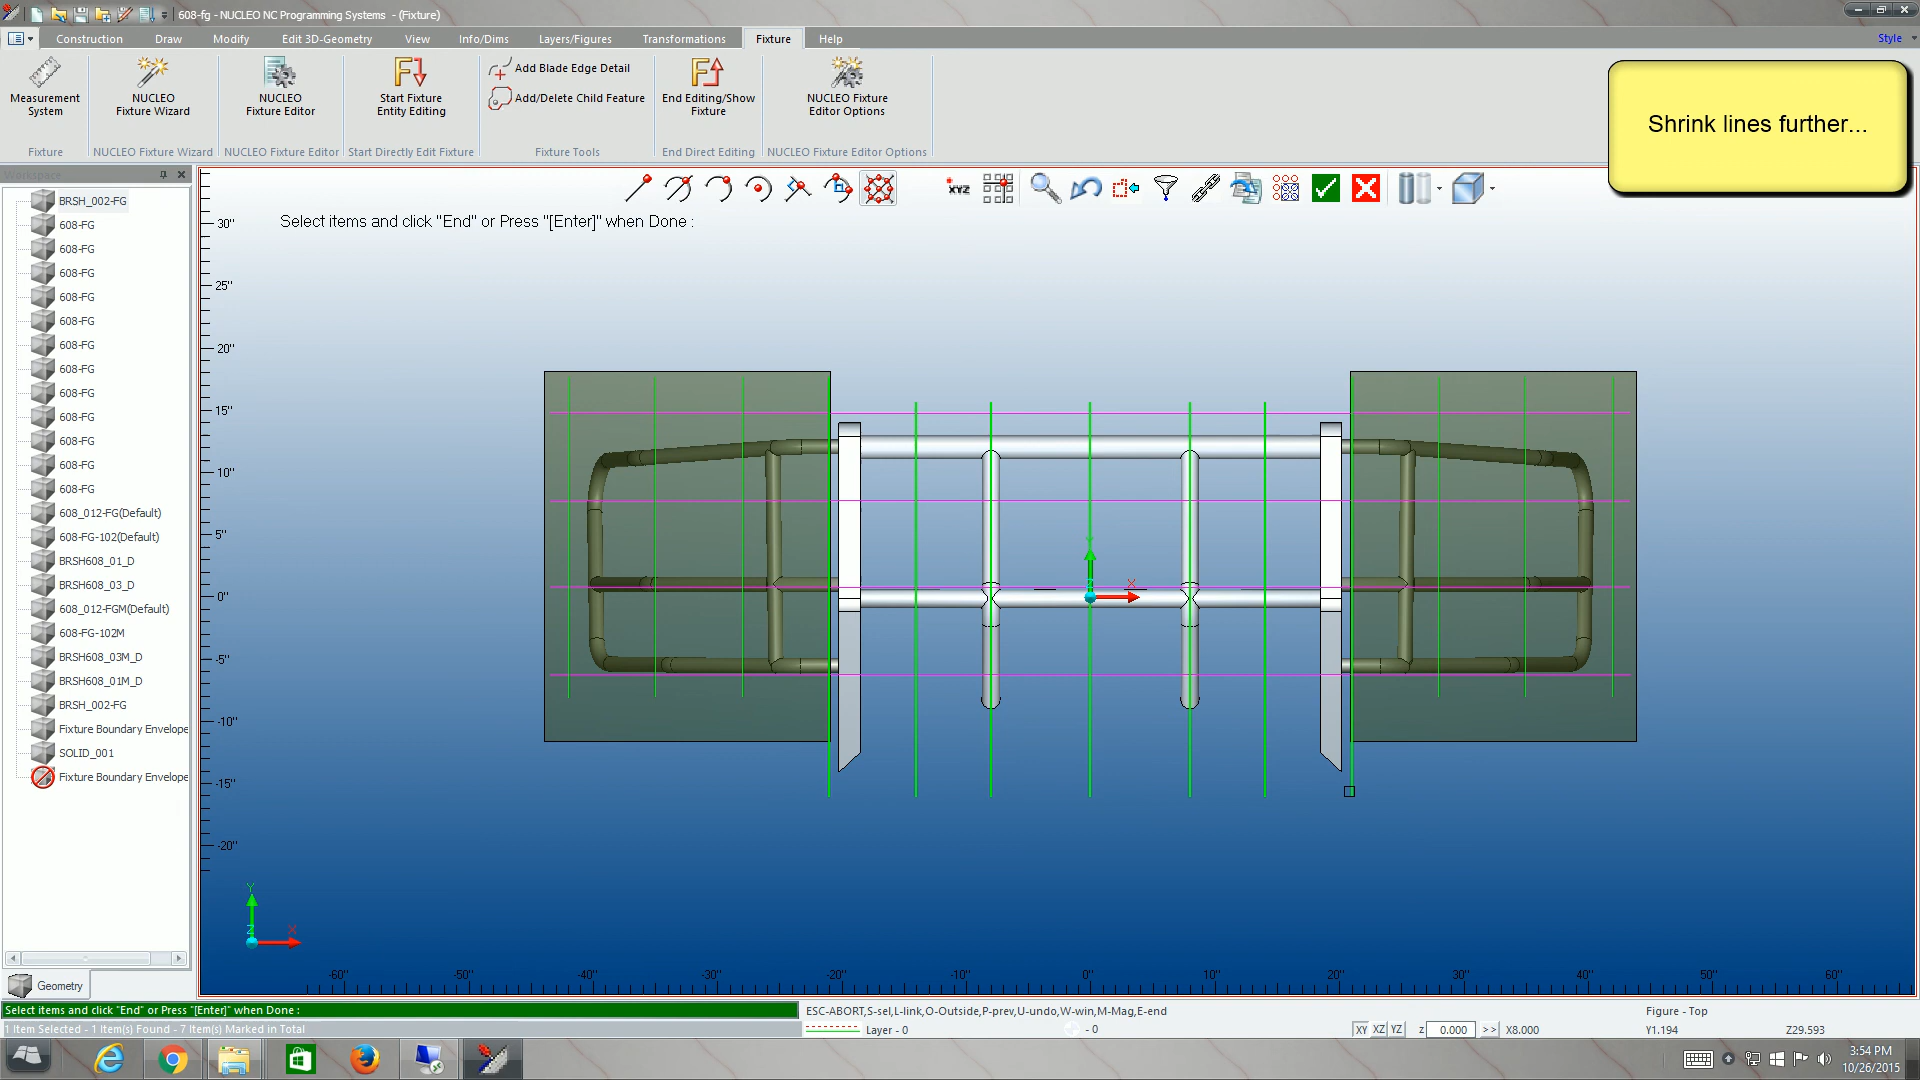 608-fg - NUCLEO NC Programming Systems - (Fixture)
Construction Draw Modify Edit 3D-Geometry View Info/Dims Layers/Figures Transformations Fixture Help Style
Measurement System
NUCLEO Fixture Wizard
NUCLEO Fixture Editor
Start Fixture Entity Editing
Add Blade Edge Detail
Add/Delete Child Feature
End Editing/Show Fixture
NUCLEO Fixture Editor Options
Fixture NUCLEO Fixture Wizard NUCLEO Fixture Editor Start Directly Edit Fixture Fixture Tools End Direct Editing NUCLEO Fixture Editor Options
Shrink lines further...
Workspace
BRSH_002-FG
608-FG
608-FG
608-FG
608-FG
608-FG
608-FG
608-FG
608-FG
608-FG
608-FG
608-FG
608-FG
608_012-FG(Default)
608-FG-102(Default)
BRSH608_01_D
BRSH608_03_D
608_012-FGM(Default)
608-FG-102M
BRSH608_03M_D
BRSH608_01M_D
BRSH_002-FG
Fixture Boundary Envelope
SOLID_001
Fixture Boundary Envelope
Geometry
XYZ
Select items and click "End" or Press "[Enter]" when Done :
30"
25"
20"
15"
10"
5"
0"
-5"
-10"
-15"
-20"
X
Y
Z
X
-60" -50" -40" -30" -20" -10" 0" 10" 20" 30" 40" 50" 60"
Select items and click "End" or Press "[Enter]" when Done :
ESC-ABORT,S-sel,L-link,O-Outside,P-prev,U-undo,W-win,M-Mag,E-end
Figure - Top
1 Item Selected - 1 Item(s) Found - 7 Item(s) Marked in Total
Layer - 0
- 0
XY XZ YZ z 0.000 >> X8.000 Y1.194 Z29.593
3:54 PM
10/26/2015